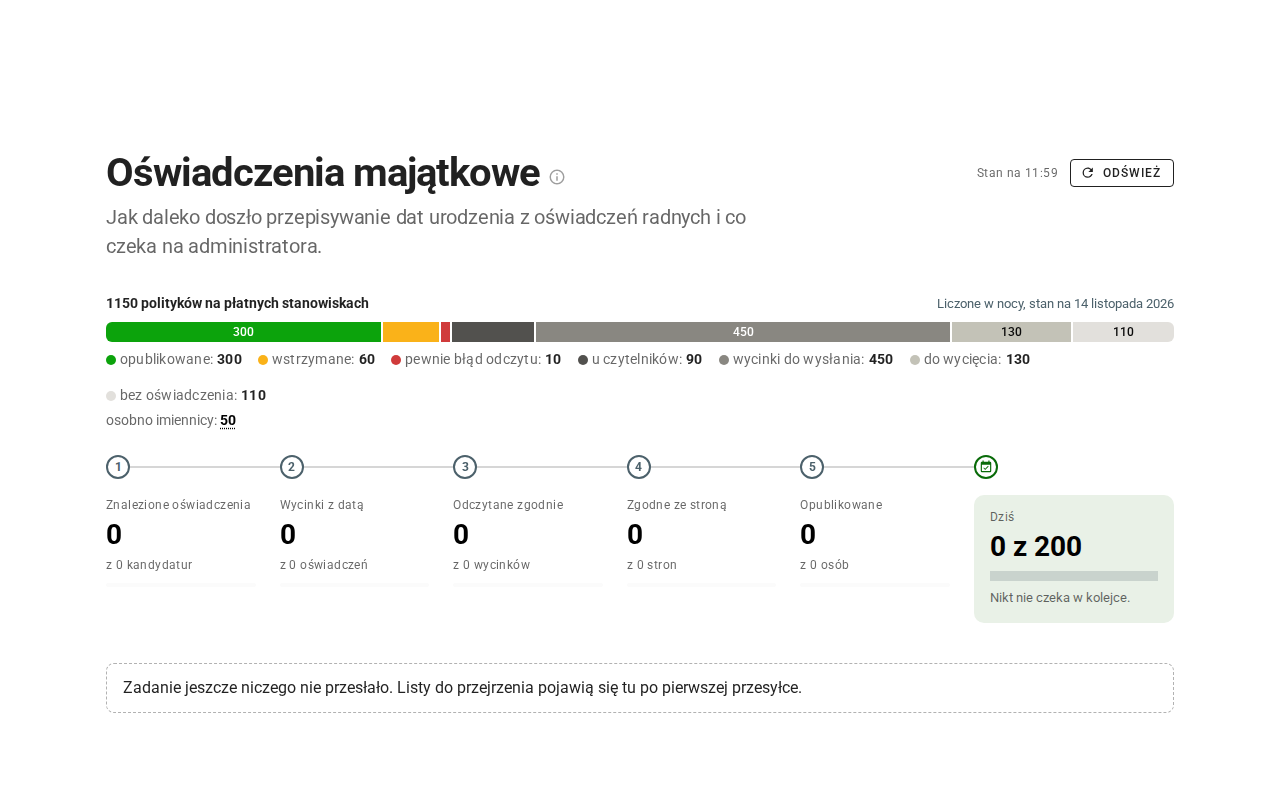 Oświadczenia majątkowe
Stan na 11:59
ODŚWIEŻ
Jak daleko doszło przepisywanie dat urodzenia z oświadczeń radnych i co
czeka na administratora.
1150 polityków na płatnych stanowiskach
Liczone w nocy, stan na 14 listopada 2026
300
450
130
110
opublikowane: 300
wstrzymane: 60
pewnie błąd odczytu: 10
u czytelników: 90
wycinki do wysłania: 450
do wycięcia: 130
bez oświadczenia: 110
osobno imiennicy: 50
1
2
3
4
5
Znalezione oświadczenia
0
z 0 kandydatur
Wycinki z datą
0
z 0 oświadczeń
Odczytane zgodnie
0
z 0 wycinków
Zgodne ze stroną
0
z 0 stron
Opublikowane
0
z 0 osób
Dziś
0 z 200
Nikt nie czeka w kolejce.
Zadanie jeszcze niczego nie przesłało. Listy do przejrzenia pojawią się tu po pierwszej przesyłce.